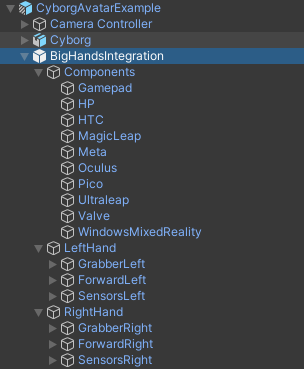 CyborgAvatarExample
Camera Controller
Cyborg
BigHandsIntegration
Components
Gamepad
HP
HTC
MagicLeap
Meta
Oculus
Pico
Ultraleap
Valve
WindowsMixedReality
LeftHand
GrabberLeft
ForwardLeft
SensorsLeft
RightHand
GrabberRight
ForwardRight
SensorsRight